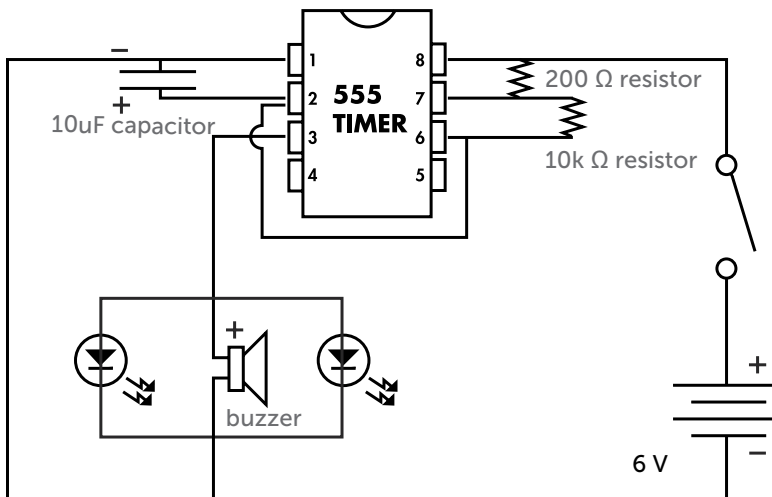 −
+
10uF capacitor
1
2
3
4
555
TIMER
8
7
6
5
200 Ω resistor
10k Ω resistor
+
buzzer
+
−
6 V